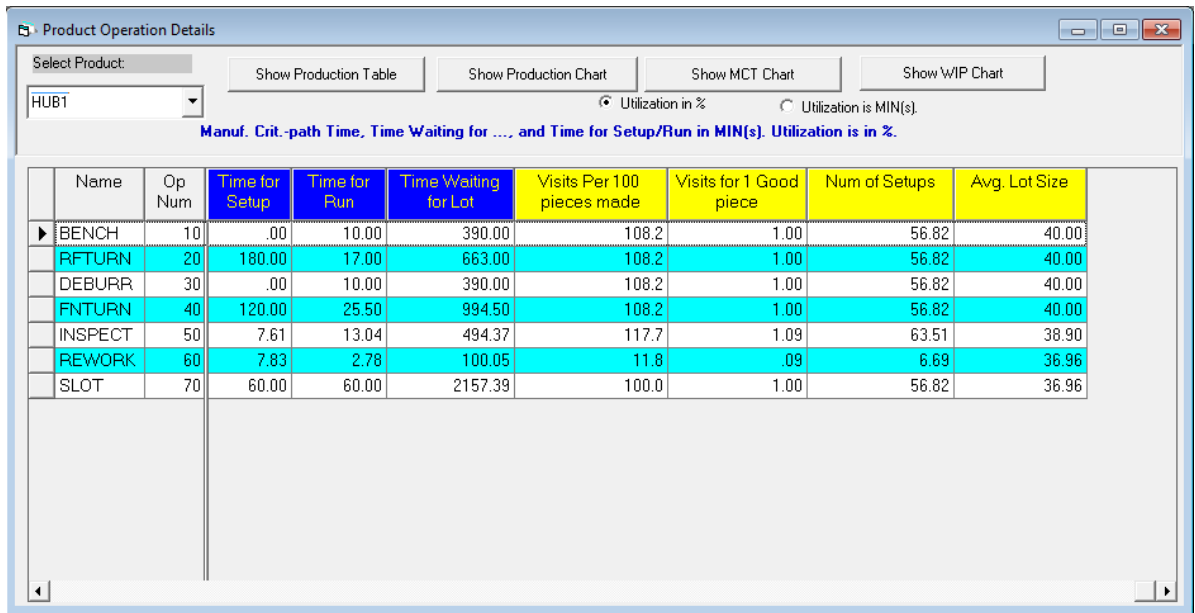 Product Operation Details
Select Product:
HUB1
Show Production Table
Show Production Chart
Show MCT Chart
Show WIP Chart
Utilization in %
Utilization is MIN(s).
Manuf. Crit.-path Time, Time Waiting for ..., and Time for Setup/Run in MIN(s). Utilization is in %.
Name Op Num Time for Setup Time for Run Time Waiting for Lot Visits Per 100 pieces made Visits for 1 Good piece Num of Setups Avg. Lot Size
BENCH 10 .00 10.00 390.00 108.2 1.00 56.82 40.00
RFTURN 20 180.00 17.00 663.00 108.2 1.00 56.82 40.00
DEBURR 30 .00 10.00 390.00 108.2 1.00 56.82 40.00
FNTURN 40 120.00 25.50 994.50 108.2 1.00 56.82 40.00
INSPECT 50 7.61 13.04 494.37 117.7 1.09 63.51 38.90
REWORK 60 7.83 2.78 100.05 11.8 .09 6.69 36.96
SLOT 70 60.00 60.00 2157.39 100.0 1.00 56.82 36.96